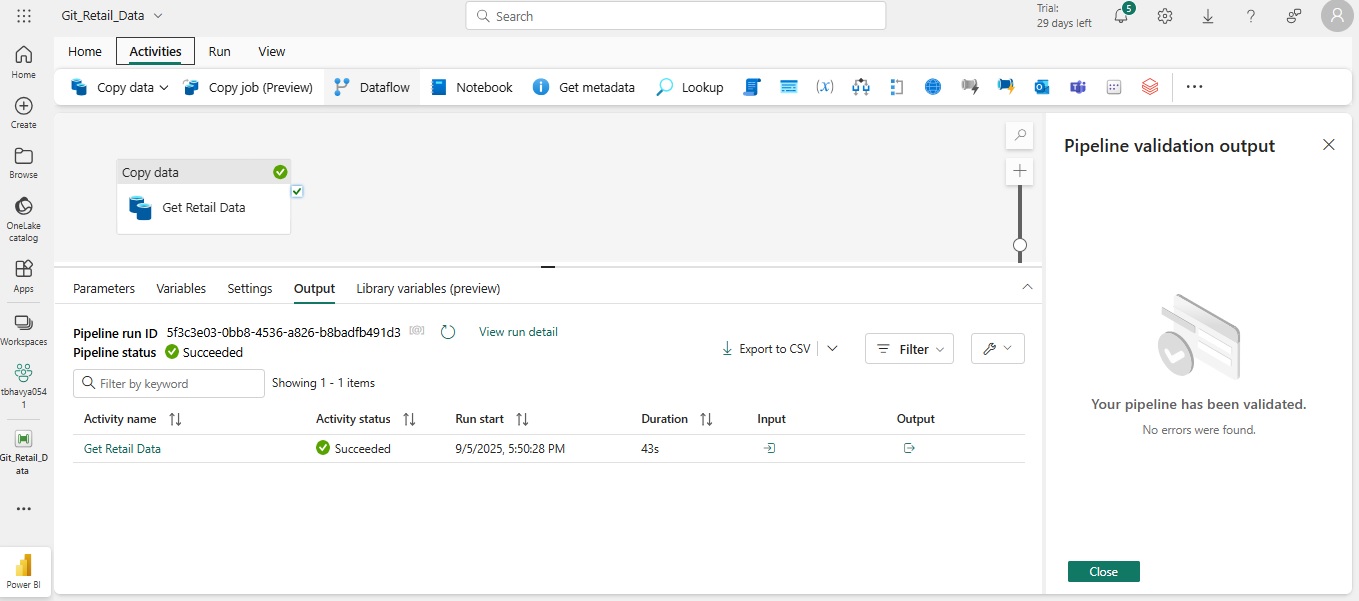 Git_Retail_Data
Search
Trial:
29 days left
5
Home
Activities
Run
View
Copy data
Copy job (Preview)
Dataflow
Notebook
Get metadata
Lookup
(x)
Home
Create
Browse
OneLake
catalog
Apps
Workspaces
tbhavya054
1
Git_Retail_D
ata
Power BI
Copy data
Get Retail Data
Parameters
Variables
Settings
Output
Library variables (preview)
Pipeline run ID 5f3c3e03-0bb8-4536-a826-b8badfb491d3
View run detail
Pipeline status Succeeded
Export to CSV
Filter
Filter by keyword
Showing 1 - 1 items
Activity name
Activity status
Run start
Duration
Input
Output
Get Retail Data
Succeeded
9/5/2025, 5:50:28 PM
43s
Pipeline validation output
Your pipeline has been validated.
No errors were found.
Close